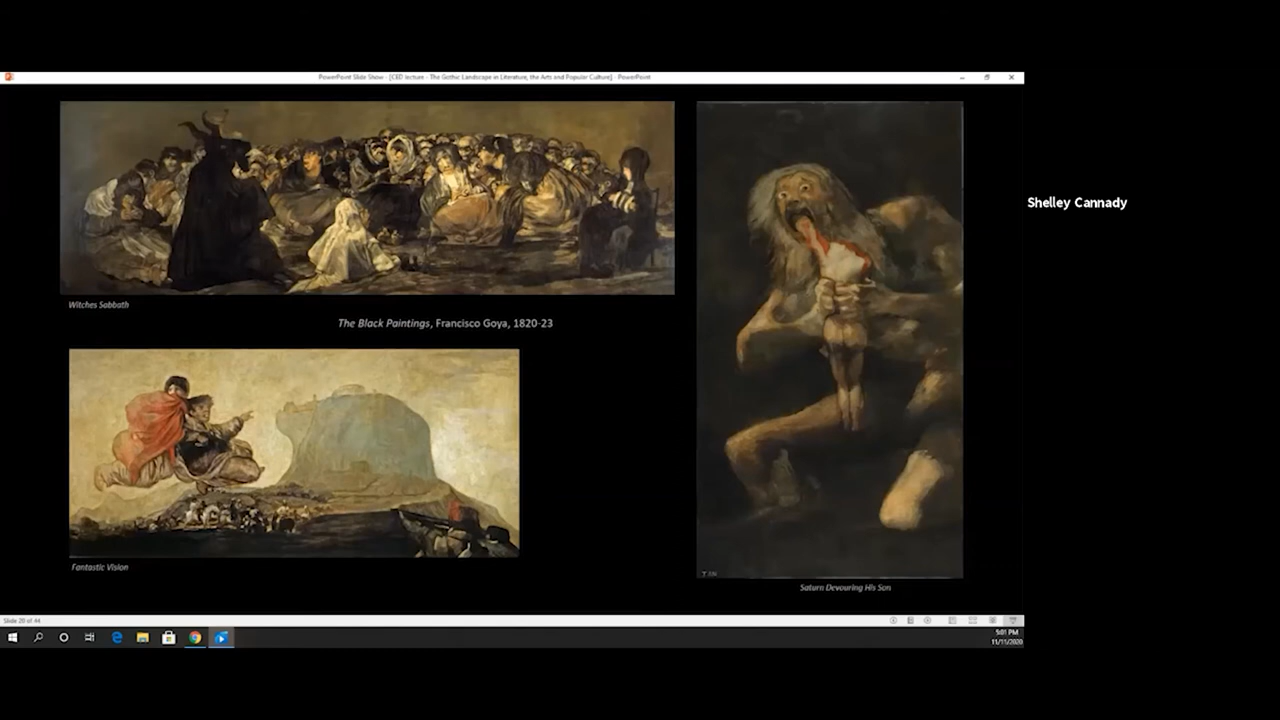 PowerPoint Slide Show - [CED lecture - The Gothic Landscape in Literature, the Arts and Popular Culture] - PowerPoint
Shelley Cannady
Witches Sabbath
The Black Paintings, Francisco Goya, 1820-23
Fantastic Vision
Saturn Devouring His Son
Slide 20 of 44
5:01 PM
11/11/2020